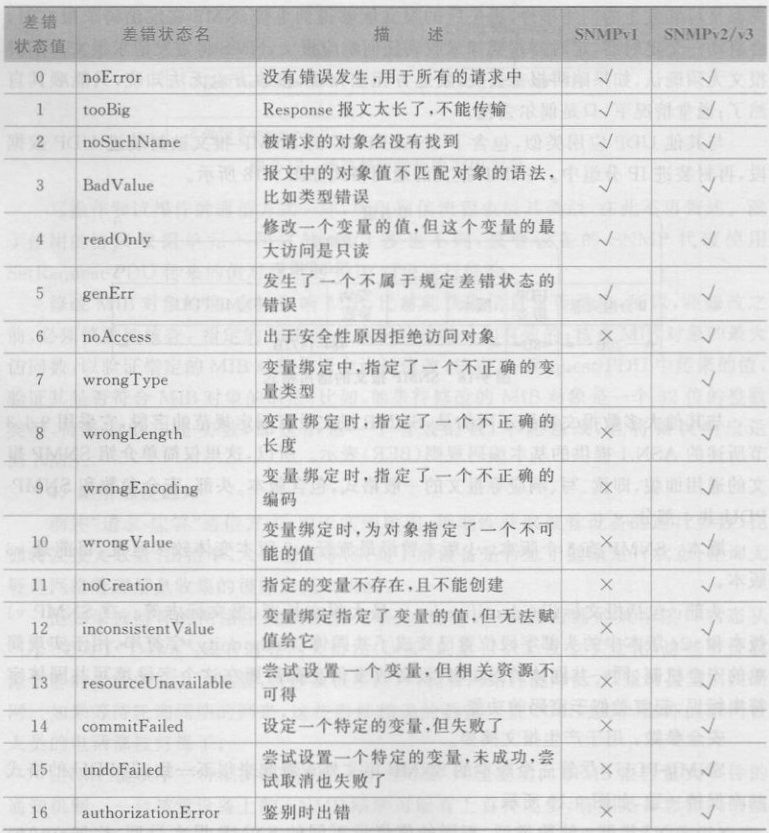 差错状态值 差错状态名 描 述 SNMPv1 SNMPv2/v3
0 noError 没有错误发生,用于所有的请求中 √ √
1 tooBig Response 报文太长了,不能传输 √ √
2 noSuchName 被请求的对象名没有找到 √ √
3 BadValue 报文中的对象值不匹配对象的语法,
比如类型错误 √ √
4 readOnly 修改一个变量的值,但这个变量的最
大访问是只读 √ √
5 genErr 发生了一个不属于规定差错状态的
错误 √ √
6 noAccess 出于安全性原因拒绝访问对象 × √
7 wrongType 变量绑定中,指定了一个不正确的变
量类型 × √
8 wrongLength 变量绑定时,指定了一个不正确的
长度 × √
9 wrongEncoding 变量绑定时,指定了一个不正确的
编码 × √
10 wrongValue 变量绑定时,为对象指定了一个不可
能的值 × √
11 noCreation 指定的变量不存在,且不能创建 × √
12 inconsistentValue 变量绑定指定了变量的值,但无法赋
值给它 × √
13 resourceUnavailable 尝试设置一个变量,但相关资源不
可得 × √
14 commitFailed 设定一个特定的变量,但失败了 × √
15 undoFailed 尝试设置一个特定的变量,未成功,尝
试取消也失败了 × √
16 authorizationError 鉴别时出错 × √